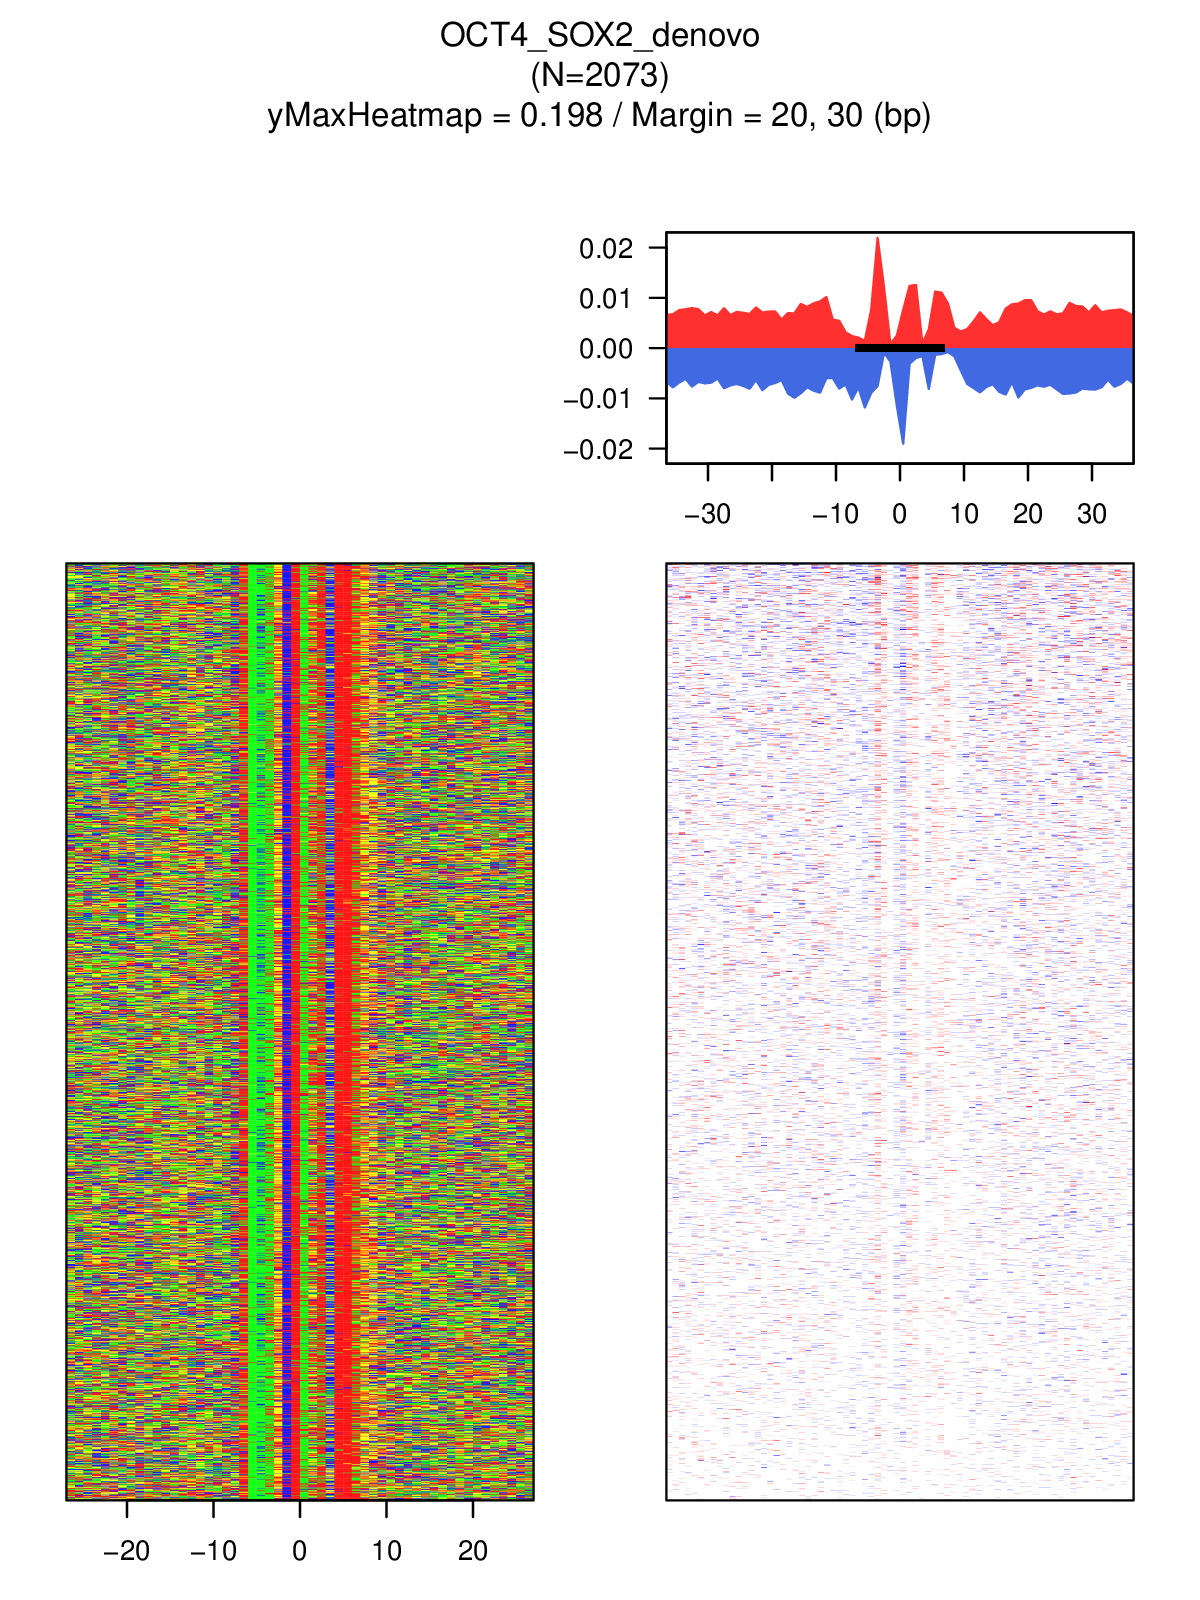 OCT4_SOX2_denovo
(N=2073)
yMaxHeatmap = 0.198 / Margin = 20, 30 (bp)
0.02
0.01
0.00
−0.01
−0.02
−30 −10 0 10 20 30
−20 −10 0 10 20